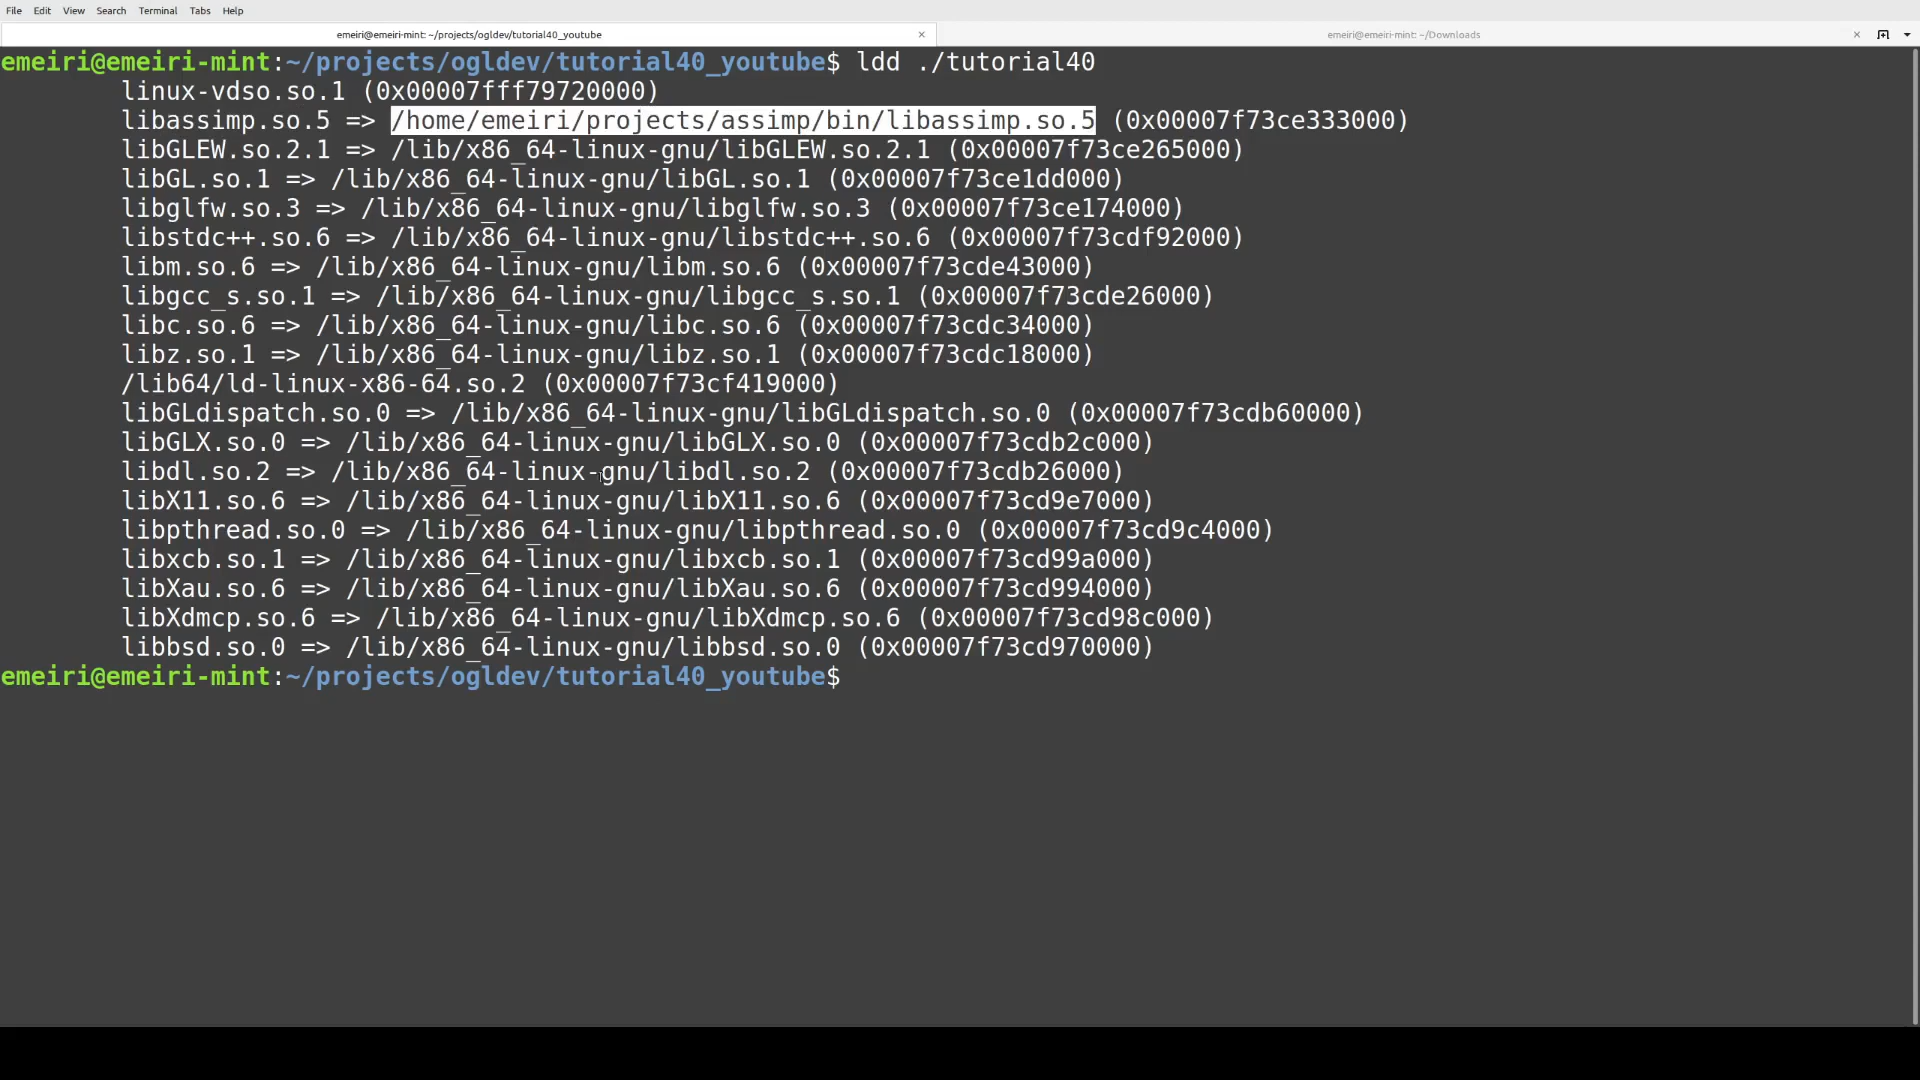 File Edit View Search Terminal Tabs Help
emeiri@emeiri-mint: ~/projects/ogldev/tutorial40_youtube × emeiri@emeiri-mint: ~/Downloads ×
emeiri@emeiri-mint:~/projects/ogldev/tutorial40_youtube$ ldd ./tutorial40
linux-vdso.so.1 (0x00007fff79720000)
libassimp.so.5 => /home/emeiri/projects/assimp/bin/libassimp.so.5 (0x00007f73ce333000)
libGLEW.so.2.1 => /lib/x86_64-linux-gnu/libGLEW.so.2.1 (0x00007f73ce265000)
libGL.so.1 => /lib/x86_64-linux-gnu/libGL.so.1 (0x00007f73ce1dd000)
libglfw.so.3 => /lib/x86_64-linux-gnu/libglfw.so.3 (0x00007f73ce174000)
libstdc++.so.6 => /lib/x86_64-linux-gnu/libstdc++.so.6 (0x00007f73cdf92000)
libm.so.6 => /lib/x86_64-linux-gnu/libm.so.6 (0x00007f73cde43000)
libgcc_s.so.1 => /lib/x86_64-linux-gnu/libgcc_s.so.1 (0x00007f73cde26000)
libc.so.6 => /lib/x86_64-linux-gnu/libc.so.6 (0x00007f73cdc34000)
libz.so.1 => /lib/x86_64-linux-gnu/libz.so.1 (0x00007f73cdc18000)
/lib64/ld-linux-x86-64.so.2 (0x00007f73cf419000)
libGLdispatch.so.0 => /lib/x86_64-linux-gnu/libGLdispatch.so.0 (0x00007f73cdb60000)
libGLX.so.0 => /lib/x86_64-linux-gnu/libGLX.so.0 (0x00007f73cdb2c000)
libdl.so.2 => /lib/x86_64-linux-gnu/libdl.so.2 (0x00007f73cdb26000)
libX11.so.6 => /lib/x86_64-linux-gnu/libX11.so.6 (0x00007f73cd9e7000)
libpthread.so.0 => /lib/x86_64-linux-gnu/libpthread.so.0 (0x00007f73cd9c4000)
libxcb.so.1 => /lib/x86_64-linux-gnu/libxcb.so.1 (0x00007f73cd99a000)
libXau.so.6 => /lib/x86_64-linux-gnu/libXau.so.6 (0x00007f73cd994000)
libXdmcp.so.6 => /lib/x86_64-linux-gnu/libXdmcp.so.6 (0x00007f73cd98c000)
libbsd.so.0 => /lib/x86_64-linux-gnu/libbsd.so.0 (0x00007f73cd970000)
emeiri@emeiri-mint:~/projects/ogldev/tutorial40_youtube$